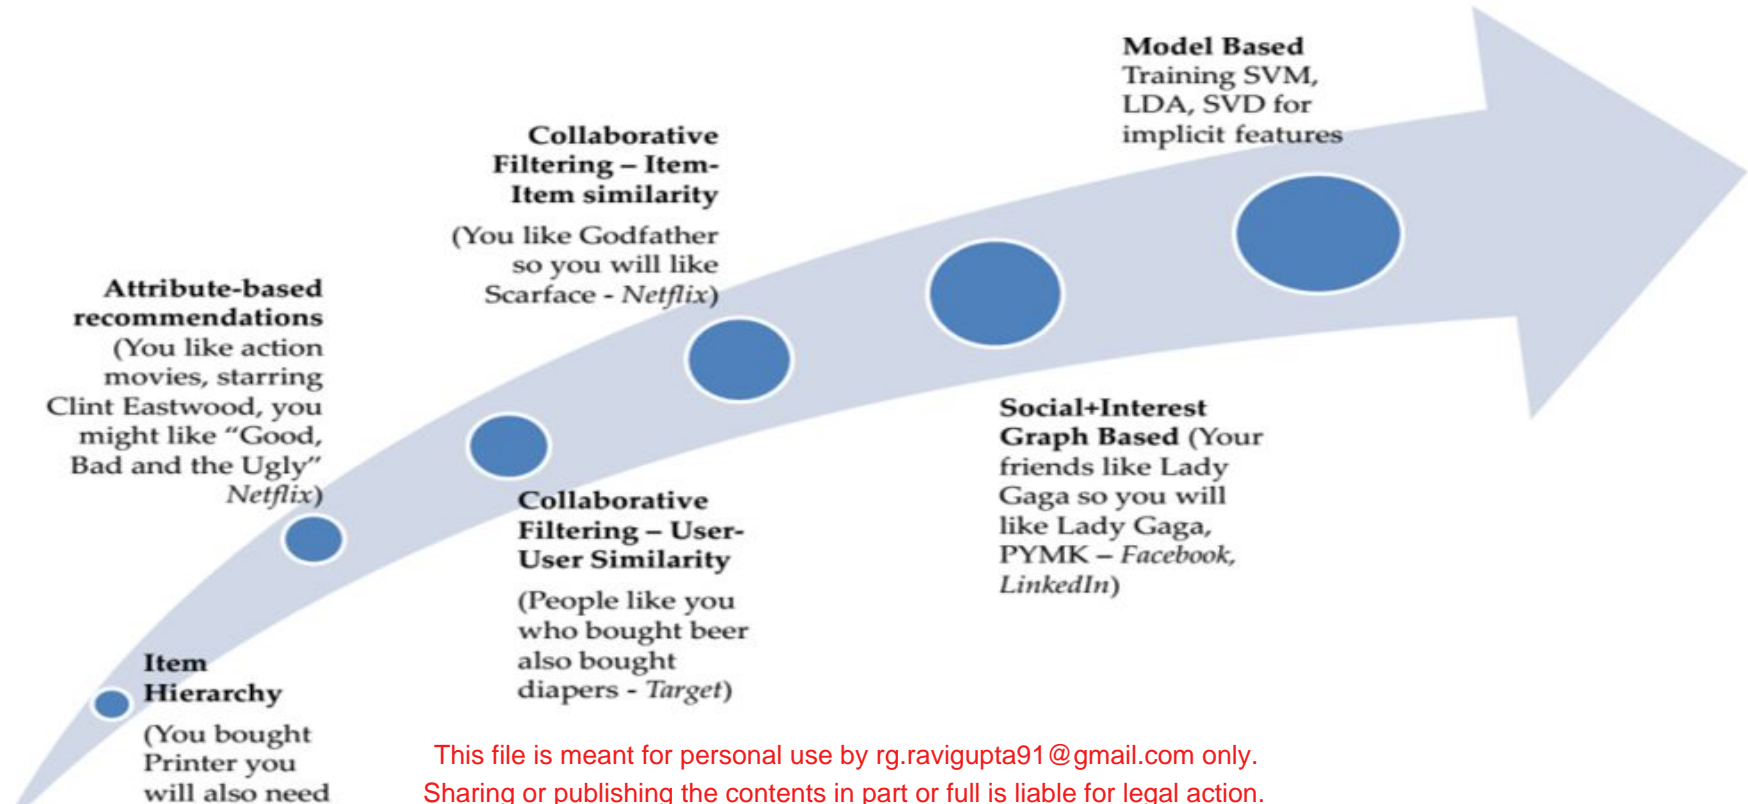 Model Based
Training SVM,
LDA, SVD for
implicit features
Collaborative
Filtering – Item-
Item similarity
(You like Godfather
so you will like
Scarface - Netflix)
Attribute-based
recommendations
(You like action
movies, starring
Clint Eastwood, you
might like “Good,
Bad and the Ugly”
Netflix)
Social+Interest
Graph Based (Your
friends like Lady
Gaga so you will
like Lady Gaga,
PYMK – Facebook,
LinkedIn)
Collaborative
Filtering – User-
User Similarity
(People like you
who bought beer
also bought
diapers - Target)
Item
Hierarchy
(You bought
Printer you
will also need
This file is meant for personal use by rg.ravigupta91@gmail.com only.
Sharing or publishing the contents in part or full is liable for legal action.